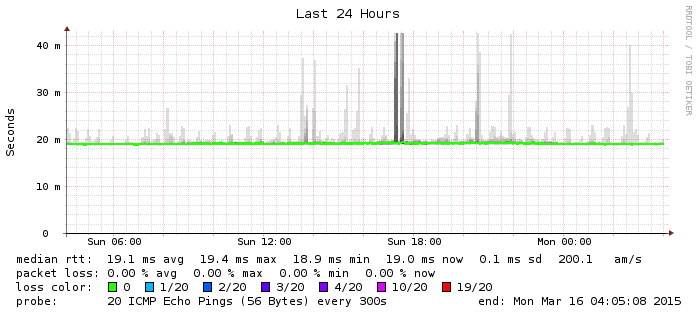 Last 24 Hours
RRDTOOL / TOBI OETIKER
Seconds
40 m
30 m
20 m
10 m
0
Sun 06:00 Sun 12:00 Sun 18:00 Mon 00:00
median rtt: 19.1 ms avg 19.4 ms max 18.9 ms min 19.0 ms now 0.1 ms sd 200.1 am/s
packet loss: 0.00 % avg 0.00 % max 0.00 % min 0.00 % now
loss color: 0 1/20 2/20 3/20 4/20 10/20 19/20
probe: 20 ICMP Echo Pings (56 Bytes) every 300s end: Mon Mar 16 04:05:08 2015